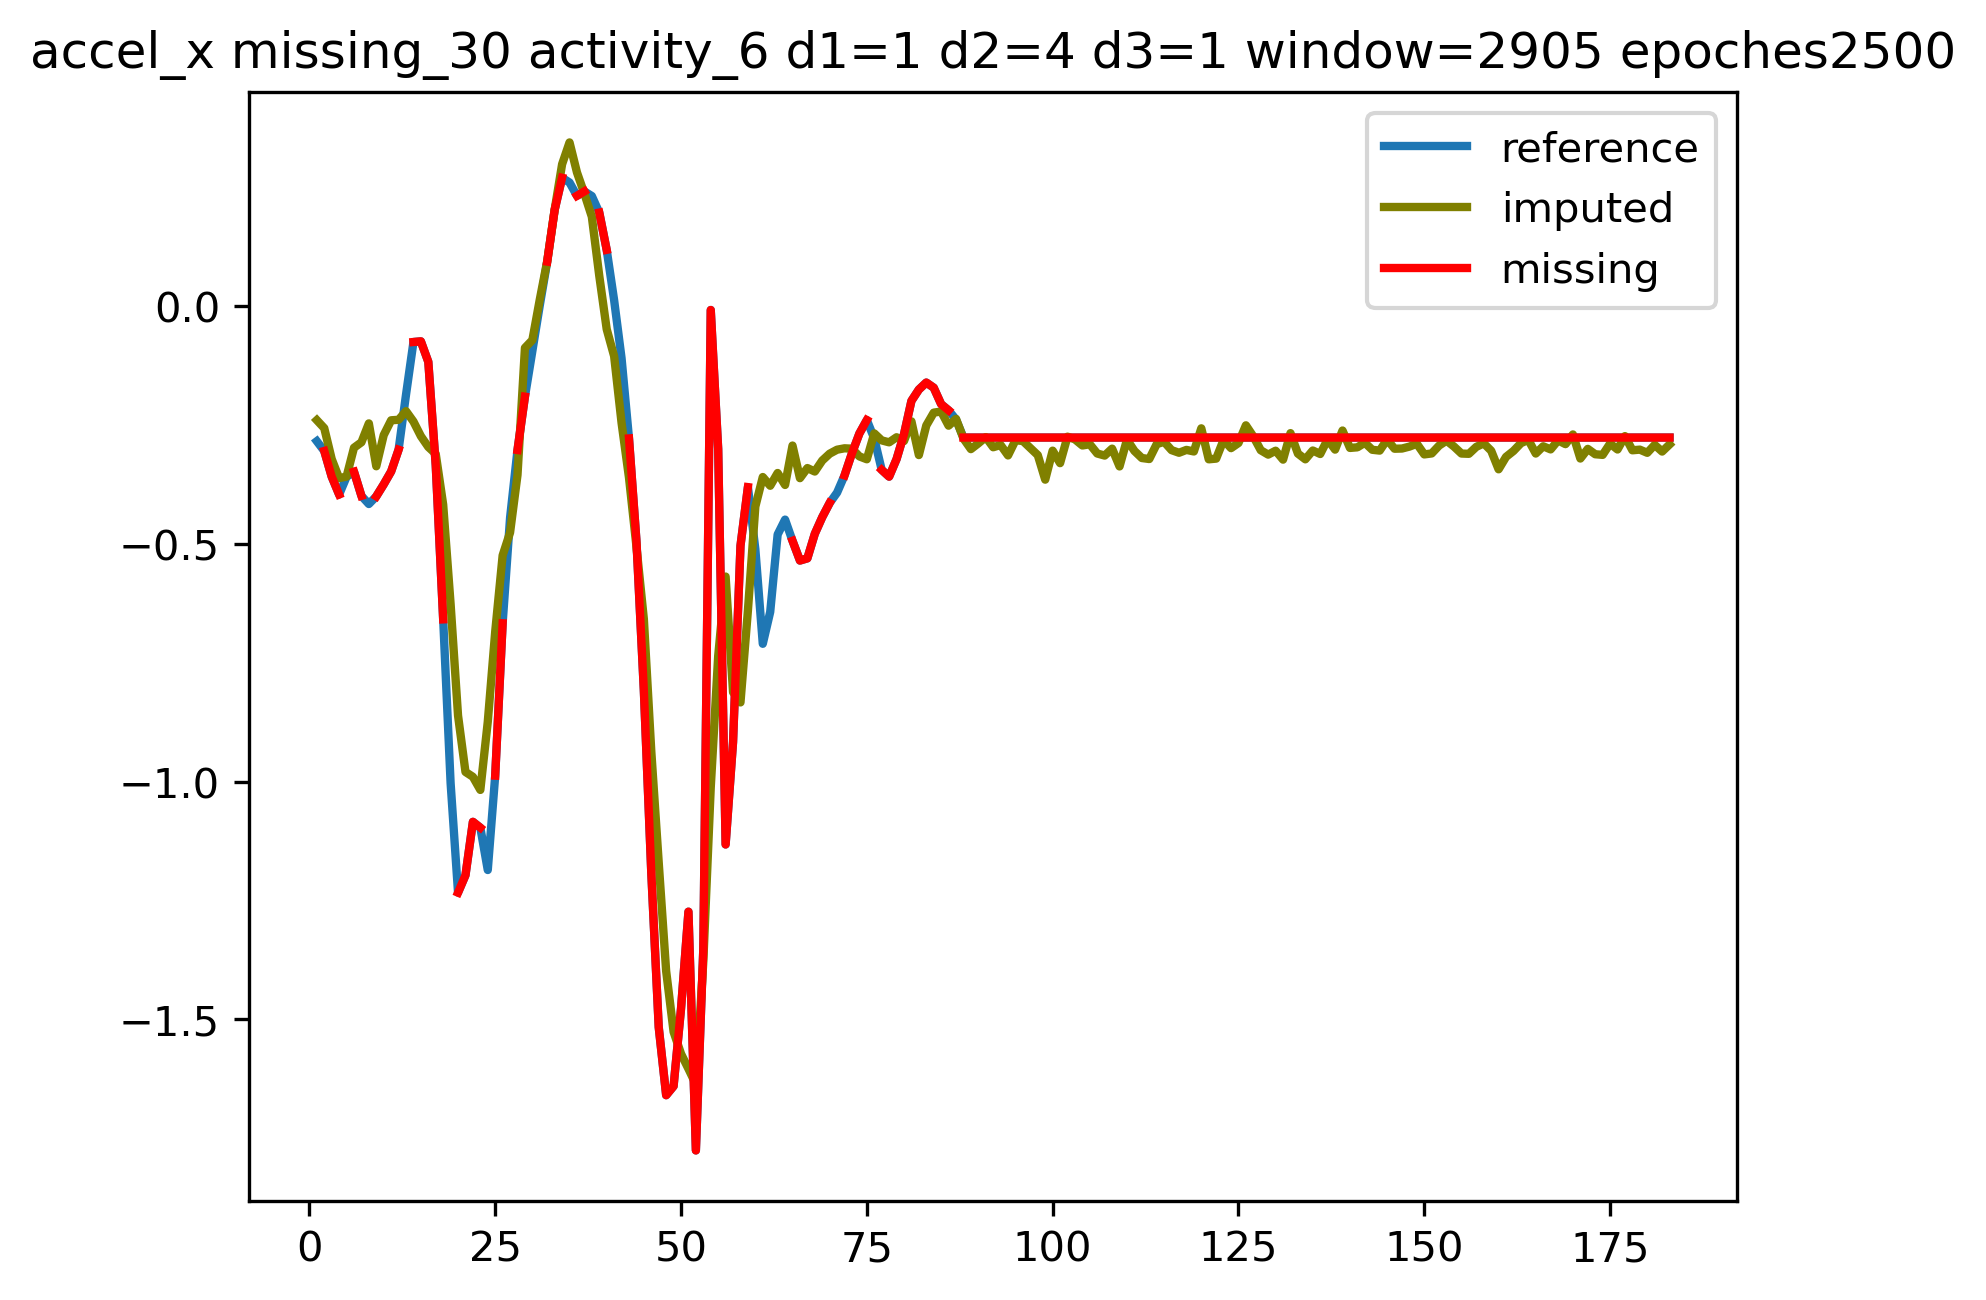 accel_x missing_30 activity_6 d1=1 d2=4 d3=1 window=2905 epoches2500
reference
imputed
missing
0.0
−0.5
−1.0
−1.5
0 25 50 75 100 125 150 175